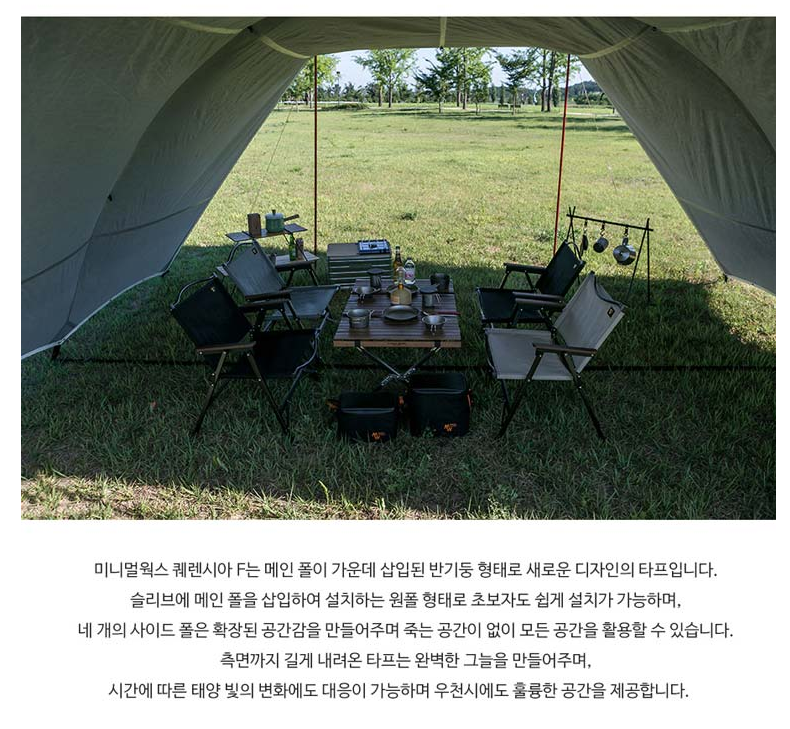 미니멀웍스 퀘렌시아 F는 메인 폴이 가운데 삽입된 반기둥 형태로 새로운 디자인의 타프입니다.
슬리브에 메인 폴을 삽입하여 설치하는 원폴 형태로 초보자도 쉽게 설치가 가능하며,
네 개의 사이드 폴은 확장된 공간감을 만들어주며 죽는 공간이 없이 모든 공간을 활용할 수 있습니다.
측면까지 길게 내려온 타프는 완벽한 그늘을 만들어주며,
시간에 따른 태양 빛의 변화에도 대응이 가능하며 우천시에도 훌륭한 공간을 제공합니다.